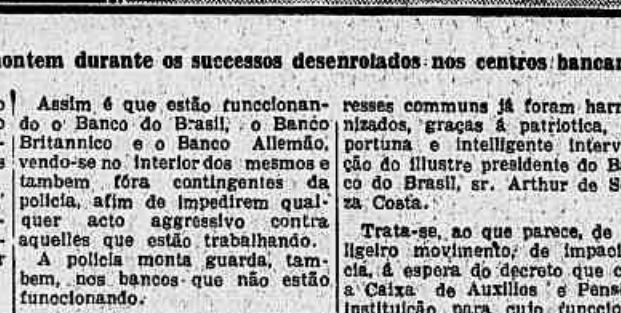 ontem durante os successos desenrolados nos centros bancar
Assim é que estão funccionan-
do o Banco do Brasil, o Banco
Britannico e o Banco Allemão,
vendo-se no interior dos mesmos e
tambem fóra contingentes da
policia, afim de impedirem qual-
quer acto aggressivo contra
aquelles que estão trabalhando.
A policia monta guarda, tam-
bem, nos bancos que não estão
funccionando.
resses communs já foram harm
nizados, graças á patriotica,
portuna e intelligente interv
ção do illustre presidente do B
co do Brasil, sr. Arthur de S
za Costa.
Trata-se, ao que parece, de
ligeiro movimento, de impaci
cia, á espera do decreto que c
a Caixa de Auxilios e Pens
instituição para cujo funccio